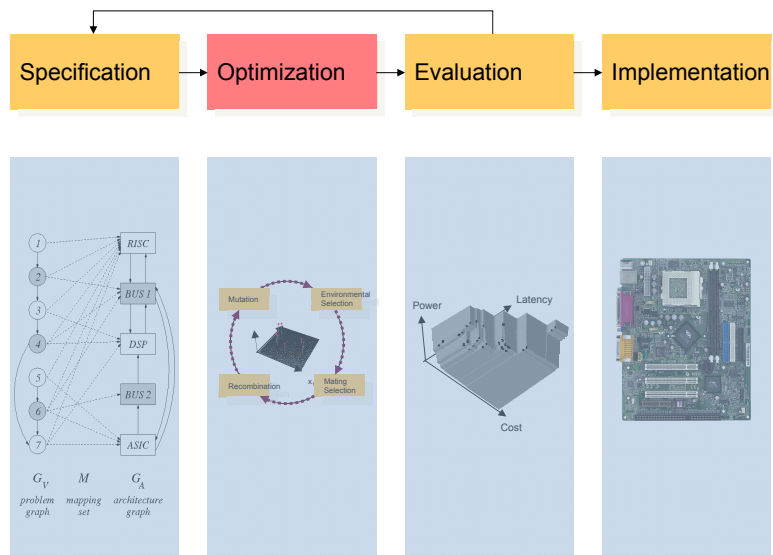 Specification
Optimization
Evaluation
Implementation
1
RISC
2
BUS 1
3
4
DSP
5
BUS 2
6
7
ASIC
G_V M G_A
problem mapping architecture
graph set graph
Mutation
Environmental
Selection
Recombination
Mating
Selection
Power
Latency
Cost